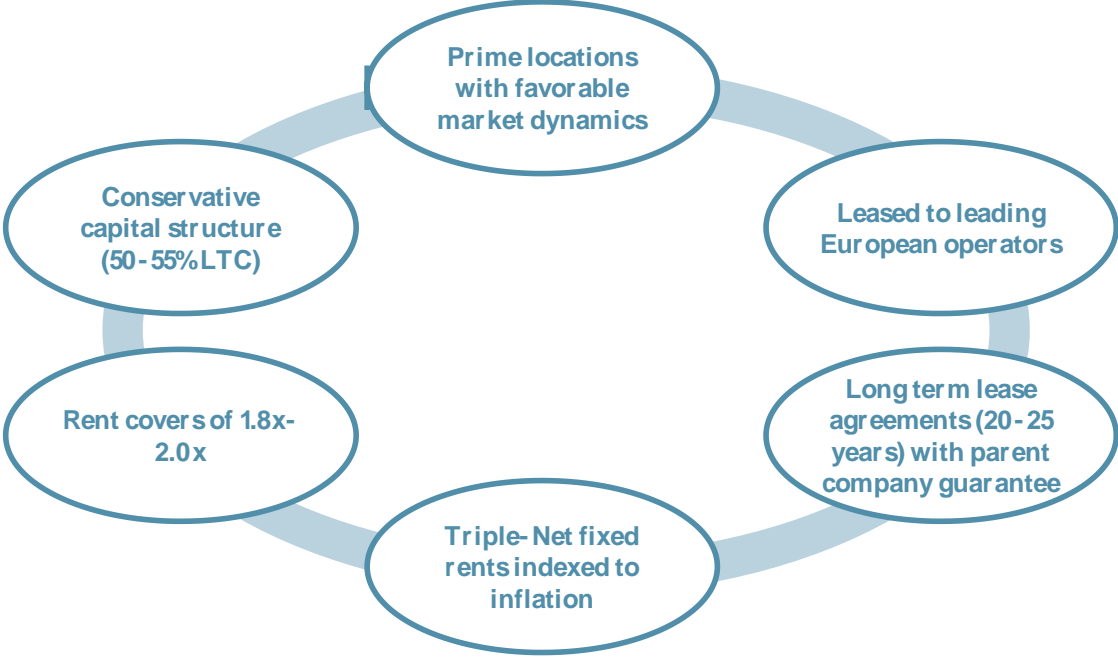 Prime locations
with favorable
market dynamics
Leased to leading
European operators
Long term lease
agreements (20-25
years) with parent
company guarantee
Triple-Net fixed
rents indexed to
inflation
Rent covers of 1.8x-
2.0x
Conservative
capital structure
(50-55% LTC)